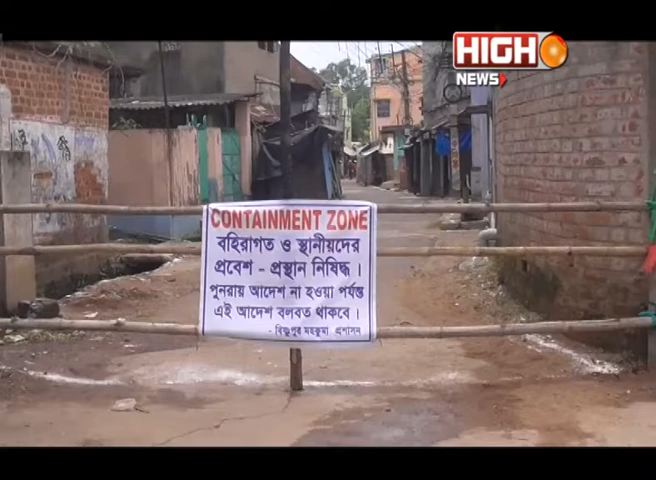 HIGH
NEWS
CONTAINMENT ZONE
বহিরাগত ও স্থানীয়দের
প্রবেশ - প্রস্থান নিষিদ্ধ ।
পুনরায় আদেশ না হওয়া পর্যন্ত
এই আদেশ বলবত থাকবে ।
বিষ্ণুপুর মহকুমা প্রশাসন